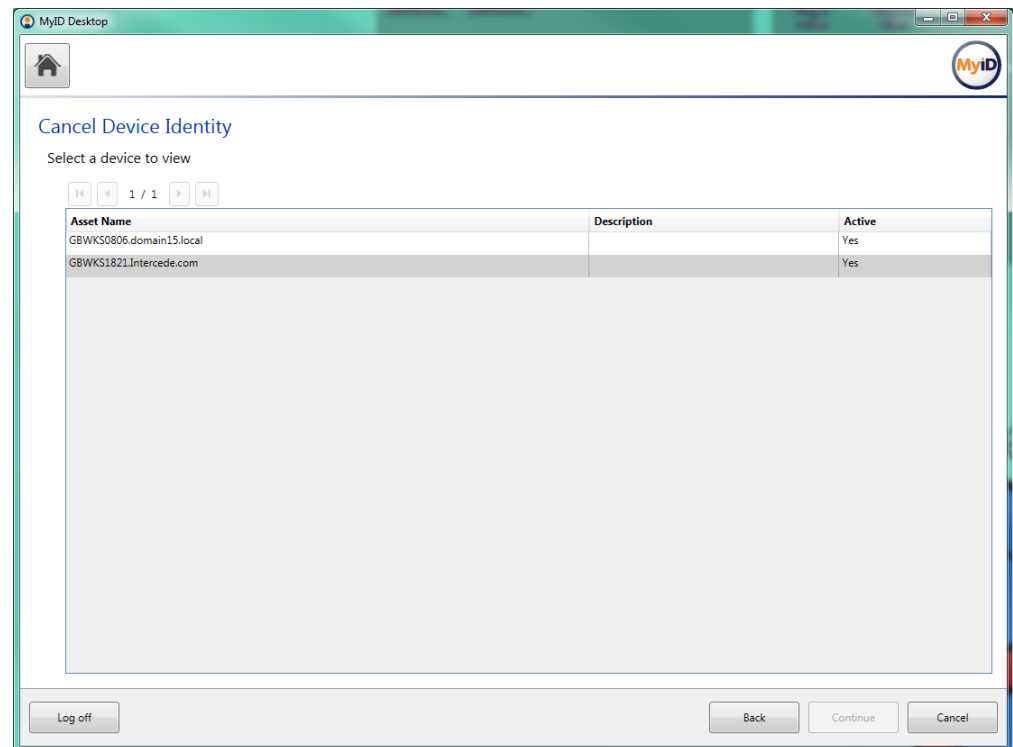 MyID Desktop
MyiD
Cancel Device Identity
Select a device to view
1 / 1
Asset Name Description Active
GBWKS0806.domain15.local Yes
GBWKS1821.Intercede.com Yes
Log off Back Continue Cancel